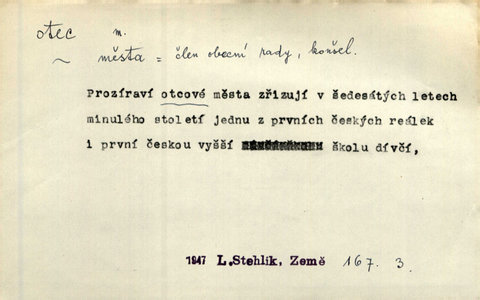 otec m.
~ města = člen obecní rady, konšel.
Prozíraví otcové města zřizují v šedesátých letech
minulého století jednu z prvních českých reálek
i první českou vyšší školu dívčí,
1947 L.Stehlík, Země 167. 3.